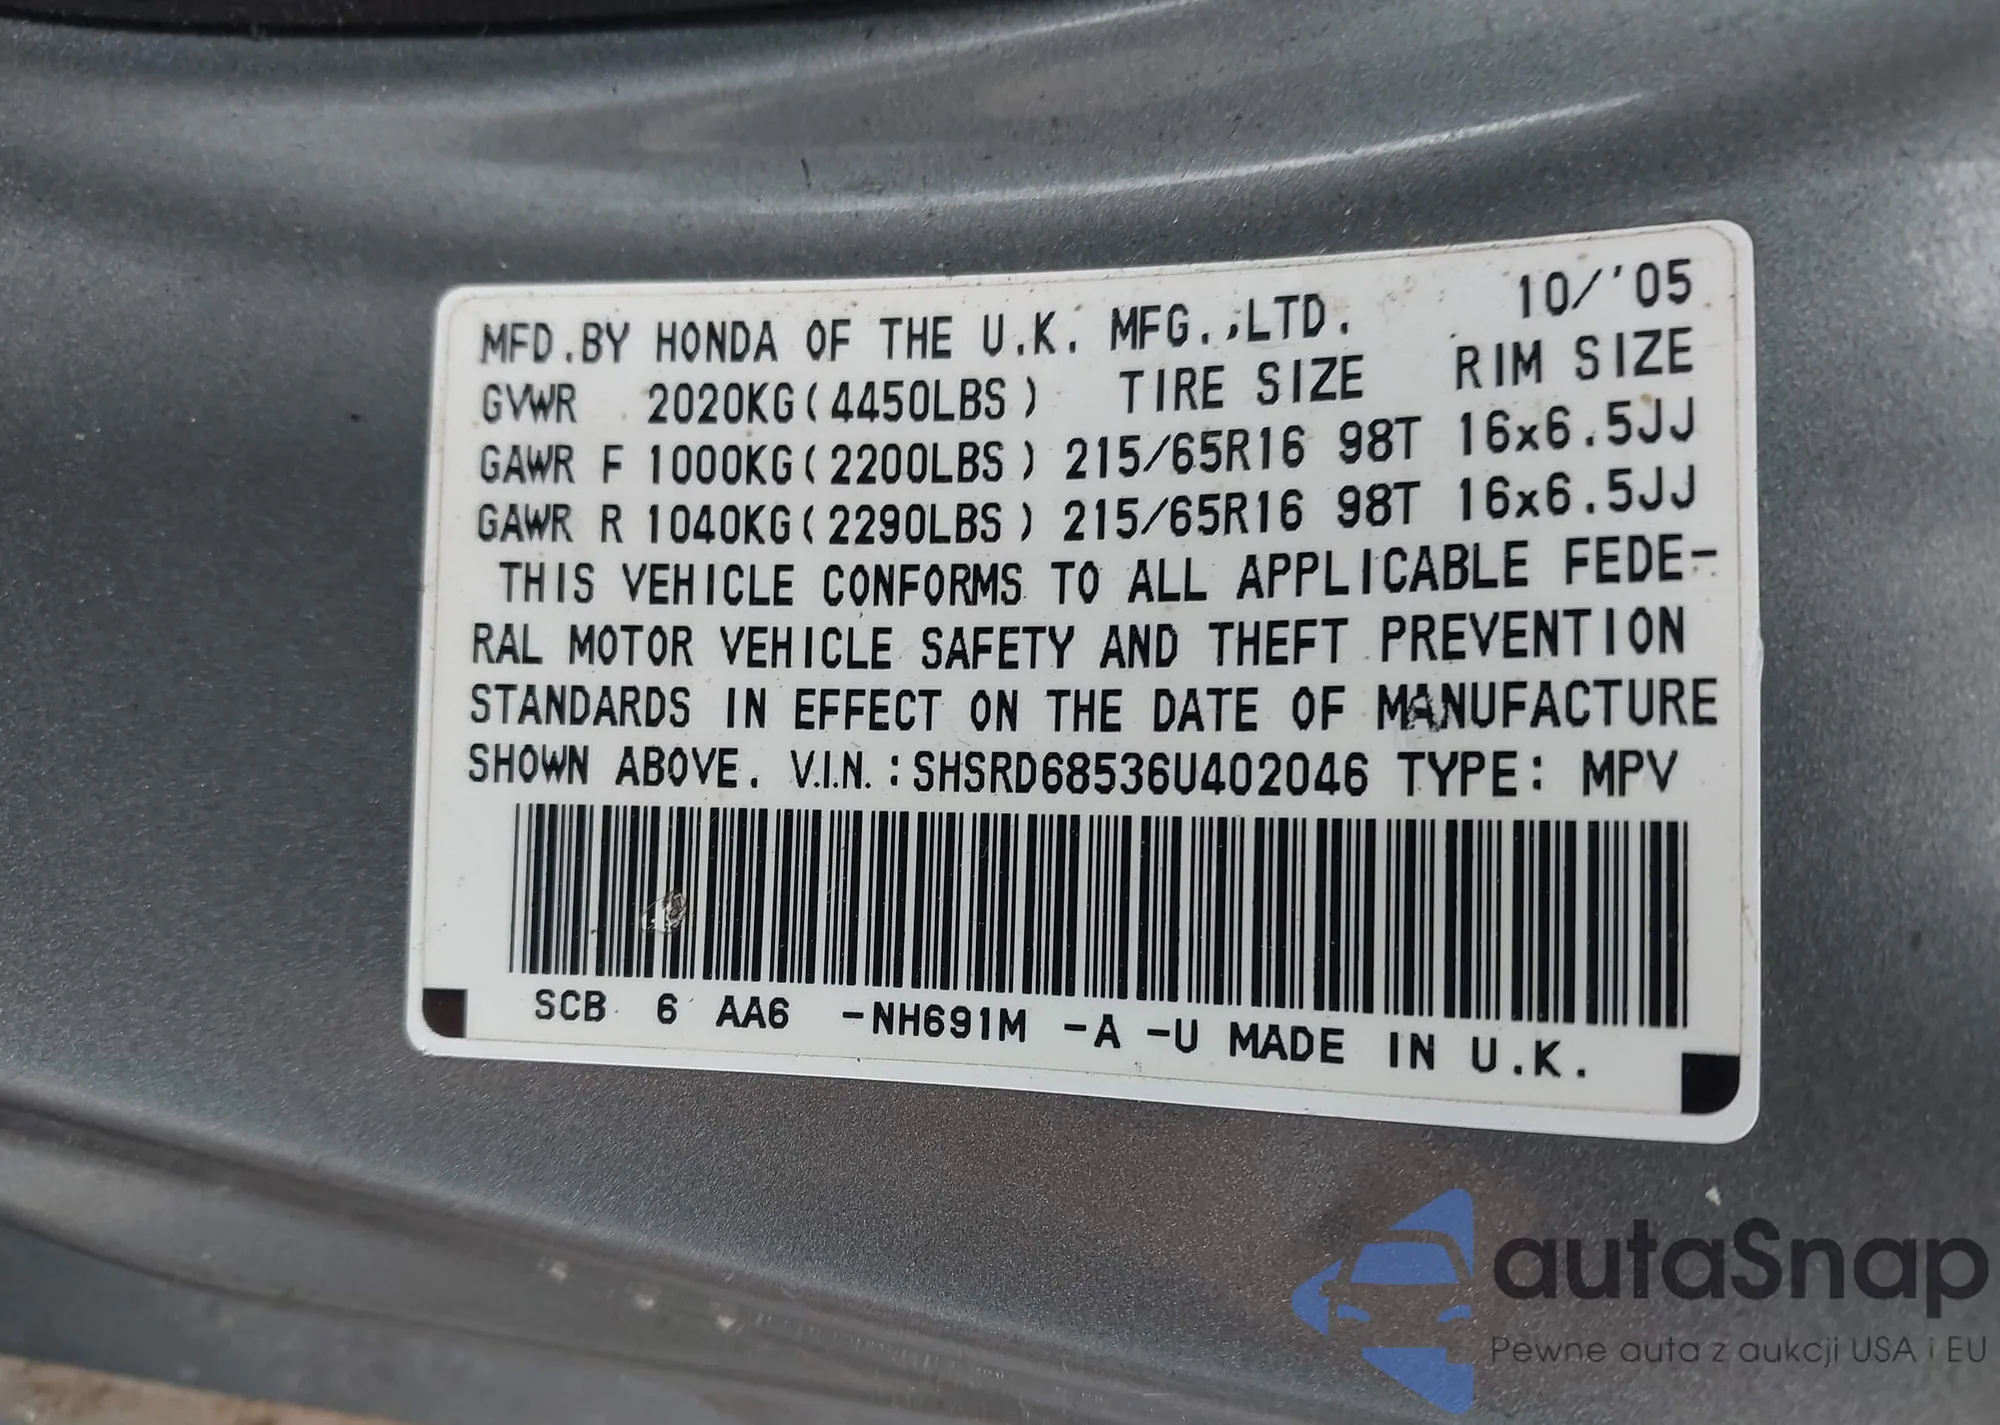 MFD.BY HONDA OF THE U.K. MFG.,LTD. 10/'05
GVWR 2020KG(4450LBS) TIRE SIZE RIM SIZE
GAWR F 1000KG(2200LBS) 215/65R16 98T 16x6.5JJ
GAWR R 1040KG(2290LBS) 215/65R16 98T 16x6.5JJ
THIS VEHICLE CONFORMS TO ALL APPLICABLE FEDE-
RAL MOTOR VEHICLE SAFETY AND THEFT PREVENTION
STANDARDS IN EFFECT ON THE DATE OF MANUFACTURE
SHOWN ABOVE. V.I.N.:SHSRD68536U402046 TYPE: MPV
SCB 6 AA6 -NH691M -A -U MADE IN U.K.
autaSnap
Pewne auta z aukcji USA i EU